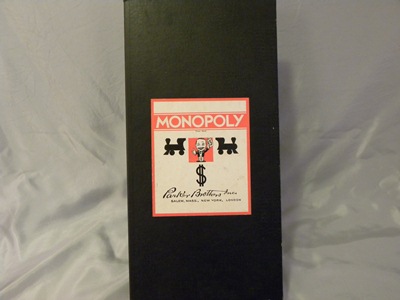 MONOPOLY
$
Parker Brothers Inc.
SALEM, MASS., NEW YORK, LONDON